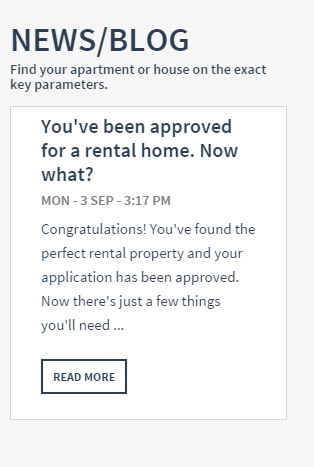 NEWS/BLOG
Find your apartment or house on the exact
key parameters.
You've been approved
for a rental home. Now
what?
MON - 3 SEP - 3:17 PM
Congratulations! You've found the
perfect rental property and your
application has been approved.
Now there's just a few things
you'll need ...
READ MORE